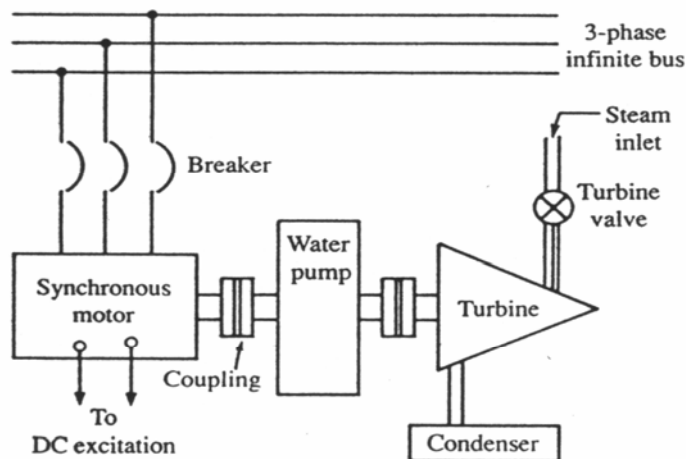 3-phase
infinite bus
Steam
inlet
Breaker
Turbine
valve
Water
pump
Synchronous
motor
Turbine
Coupling
To
DC excitation
Condenser